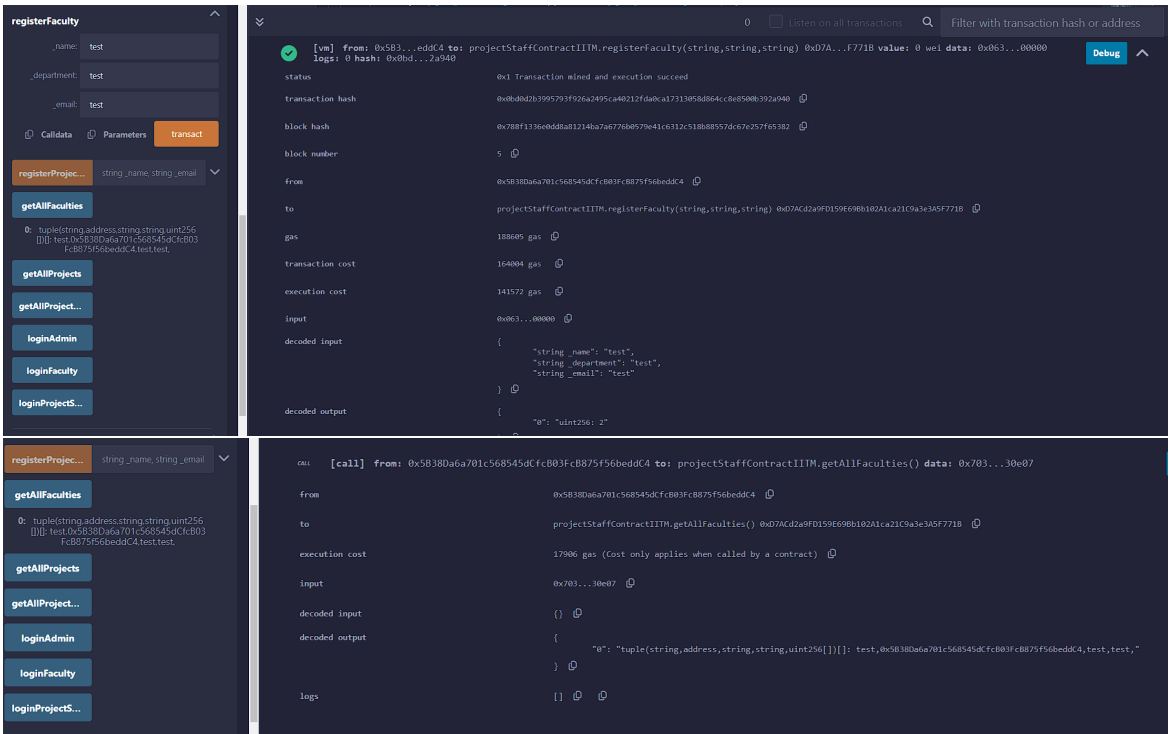 registerFaculty
_name: test
_department: test
_email: test
Calldata Parameters transact
registerProjec... string _name, string _email
getAllFaculties
0: tuple(string,address,string,string,uint256
[])[]: test,0x5B38Da6a701c568545dCfcB03
FcB875f56beddC4,test,test,
getAllProjects
getAllProject...
loginAdmin
loginFaculty
loginProjectS...
0 Listen on all transactions Filter with transaction hash or address
[vm] from: 0x5B3...eddC4 to: projectStaffContractIITM.registerFaculty(string,string,string) 0xD7A...F771B value: 0 wei data: 0x063...00000
logs: 0 hash: 0x0bd...2a940
Debug
status 0x1 Transaction mined and execution succeed
transaction hash 0x0bd0d2b3995793f926a2495ca40212fda0ca17313058d864cc8e8500b392a940
block hash 0x788f1336e0dd8a81214ba7a6776b0579e41c6312c518b88557dc67e257f65382
block number 5
from 0x5B38Da6a701c568545dCfcB03FcB875f56beddC4
to projectStaffContractIITM.registerFaculty(string,string,string) 0xD7ACd2a9FD159E69Bb102A1ca21C9a3e3A5F771B
gas 188605 gas
transaction cost 164004 gas
execution cost 141572 gas
input 0x063...00000
decoded input {
"string _name": "test",
"string _department": "test",
"string _email": "test"
}
decoded output {
"0": "uint256: 2"
registerProjec... string _name, string _email
getAllFaculties
0: tuple(string,address,string,string,uint256
[])[]: test,0x5B38Da6a701c568545dCfcB03
FcB875f56beddC4,test,test,
getAllProjects
getAllProject...
loginAdmin
loginFaculty
loginProjectS...
CALL [call] from: 0x5B38Da6a701c568545dCfcB03FcB875f56beddC4 to: projectStaffContractIITM.getAllFaculties() data: 0x703...30e07
from 0x5B38Da6a701c568545dCfcB03FcB875f56beddC4
to projectStaffContractIITM.getAllFaculties() 0xD7ACd2a9FD159E69Bb102A1ca21C9a3e3A5F771B
execution cost 17906 gas (Cost only applies when called by a contract)
input 0x703...30e07
decoded input {}
decoded output {
"0": "tuple(string,address,string,string,uint256[])[]: test,0x5B38Da6a701c568545dCfcB03FcB875f56beddC4,test,test,"
}
logs []